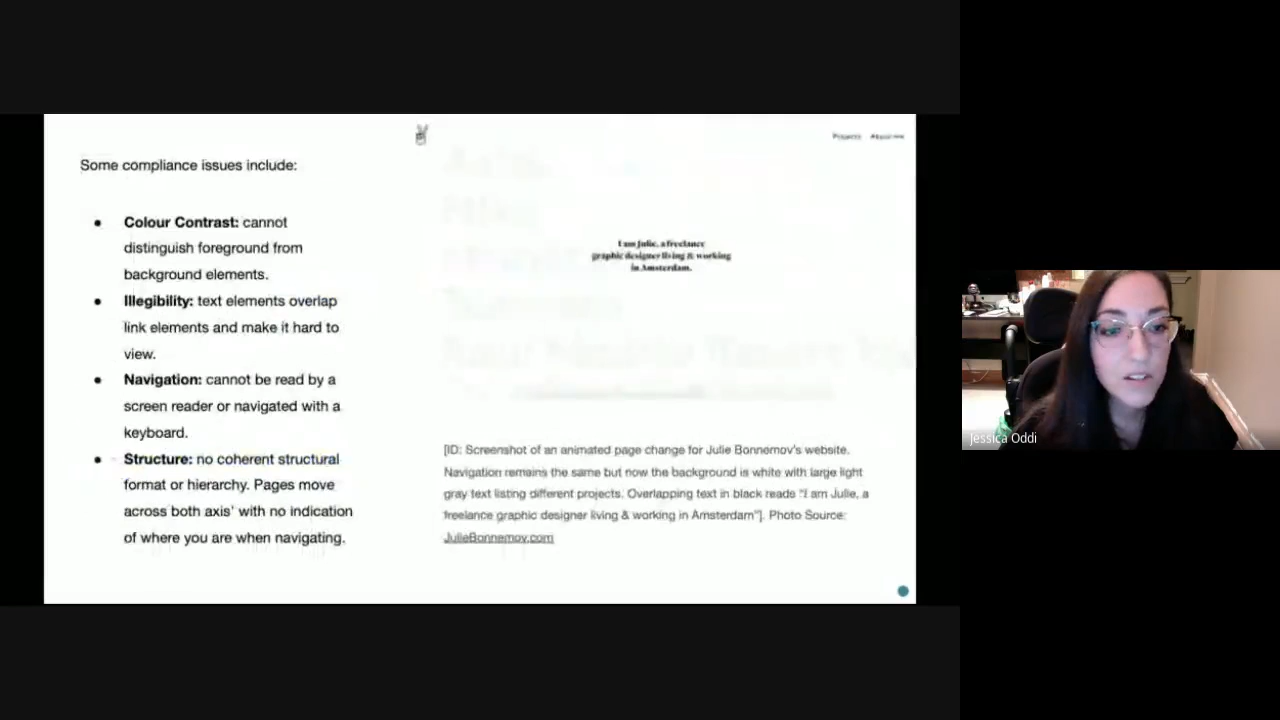 Some compliance issues include:
Colour Contrast: cannot
distinguish foreground from
background elements.
Illegibility: text elements overlap
link elements and make it hard to
view.
Navigation: cannot be read by a
screen reader or navigated with a
keyboard.
Structure: no coherent structural
format or hierarchy. Pages move
across both axis' with no indication
of where you are when navigating.
Projects About me
I am Julie, a freelance
graphic designer living & working
in Amsterdam.
[ID: Screenshot of an animated page change for Julie Bonnemoy's website.
Navigation remains the same but now the background is white with large light
gray text listing different projects. Overlapping text in black reads "I am Julie, a
freelance graphic designer living & working in Amsterdam"]. Photo Source:
JulieBonnemoy.com
Jessica Oddi